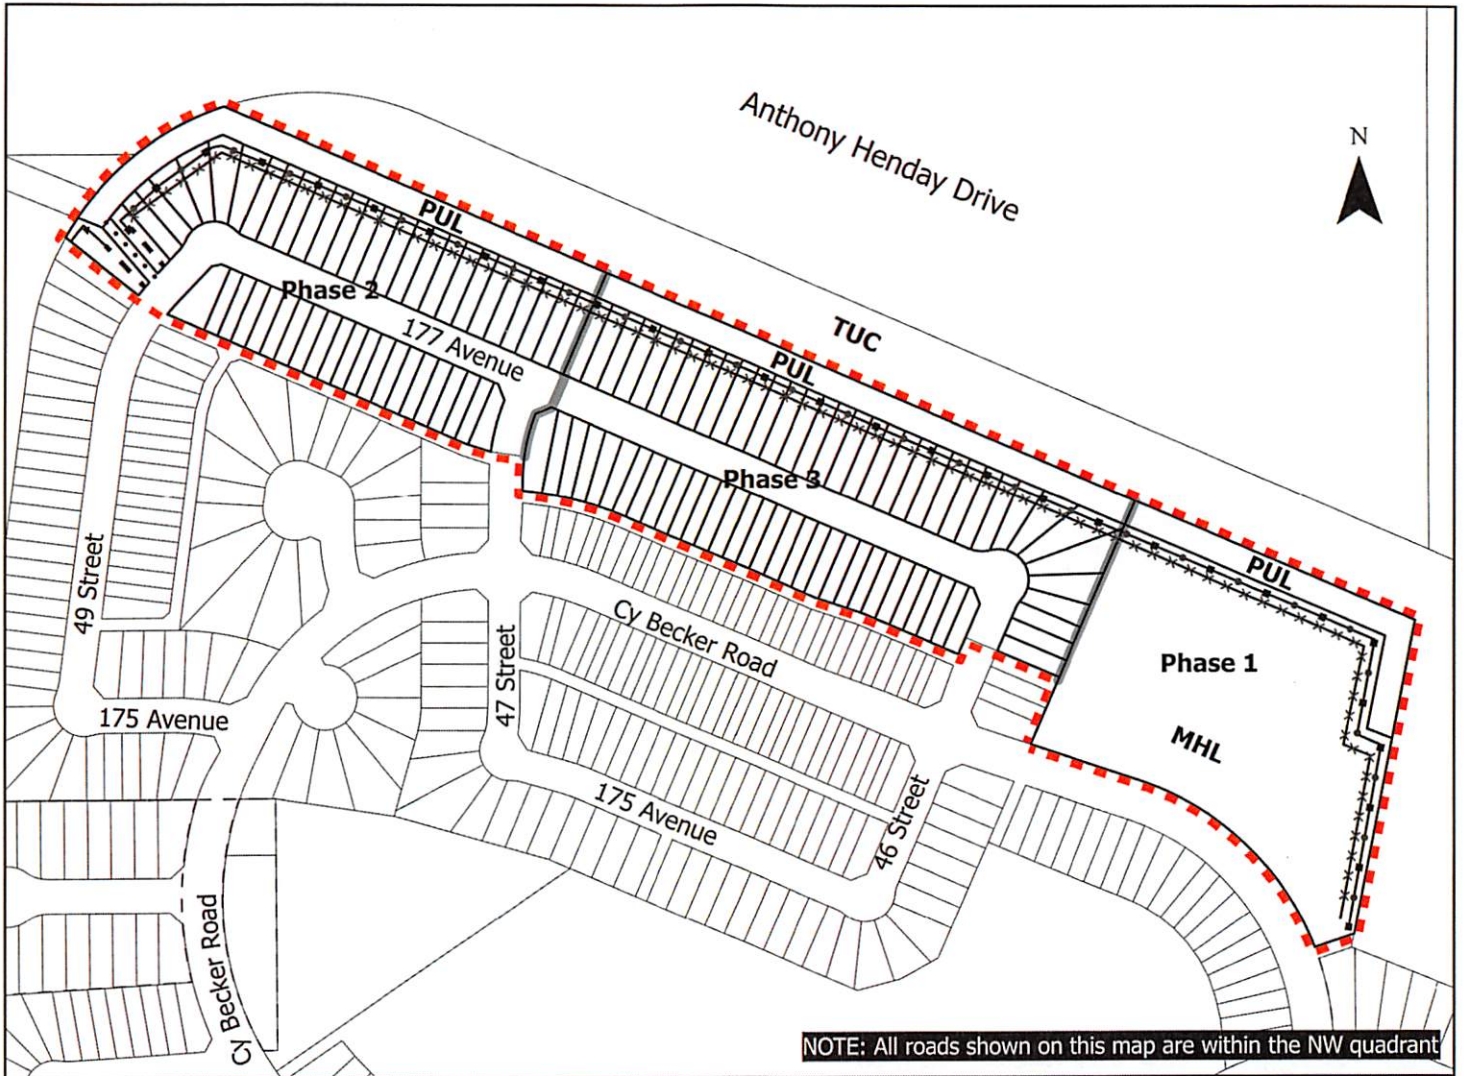 Anthony Henday Drive
N
PUL
Phase 2
177 Avenue
TUC
PUL
Phase 3
PUL
Phase 1
MHL
49 Street
Cy Becker Road
47 Street
175 Avenue
175 Avenue
46 Street
Cy Becker Road
NOTE: All roads shown on this map are within the NW quadrant